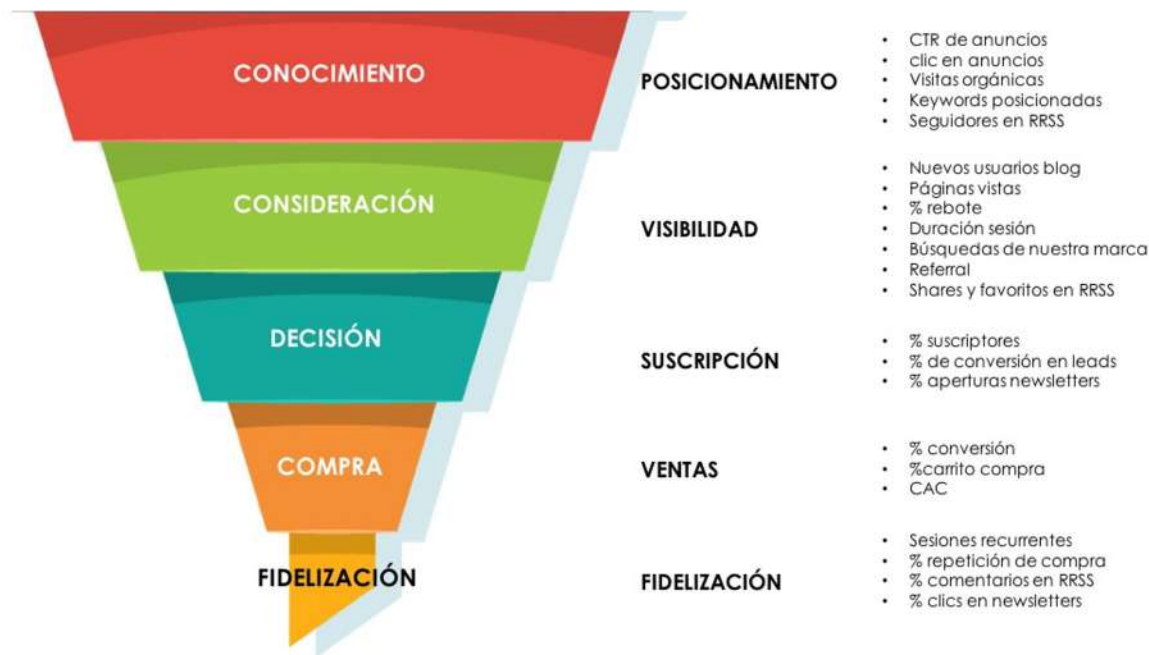 CONOCIMIENTO
POSICIONAMIENTO
• CTR de anuncios
• clic en anuncios
• Visitas orgánicas
• Keywords posicionadas
• Seguidores en RRSS
CONSIDERACIÓN
VISIBILIDAD
• Nuevos usuarios blog
• Páginas vistas
• % rebote
• Duración sesión
• Búsquedas de nuestra marca
• Referral
• Shares y favoritos en RRSS
DECISIÓN
SUSCRIPCIÓN
• % suscriptores
• % de conversión en leads
• % aperturas newsletters
COMPRA
VENTAS
• % conversión
• %carrito compra
• CAC
FIDELIZACIÓN
FIDELIZACIÓN
• Sesiones recurrentes
• % repetición de compra
• % comentarios en RRSS
• % clics en newsletters